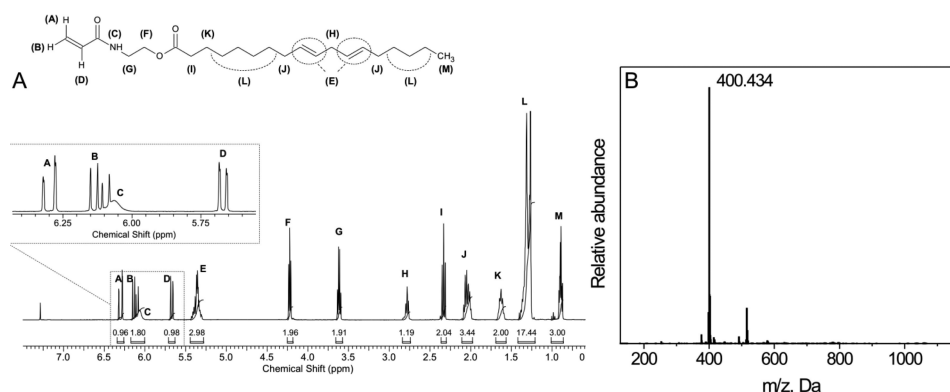 (A) H
O
(B) H
H
(D)
(C)
NH
(F)
(G)
O
O
(K)
(I)
(L)
(J)
(H)
(E)
(J)
(L)
CH3
(M)
A
A
B
C
D
6.25 6.00 5.75
Chemical Shift (ppm)
A B C D E F G H I J K L M
0.96 1.80 0.98 2.98 1.96 1.91 1.19 2.04 3.44 2.00 17.44 3.00
7.0 6.5 6.0 5.5 5.0 4.5 4.0 3.5 3.0 2.5 2.0 1.5 1.0 0
Chemical Shift (ppm)
B
400.434
Relative abundance
200 400 600 800 1000
m/z, Da